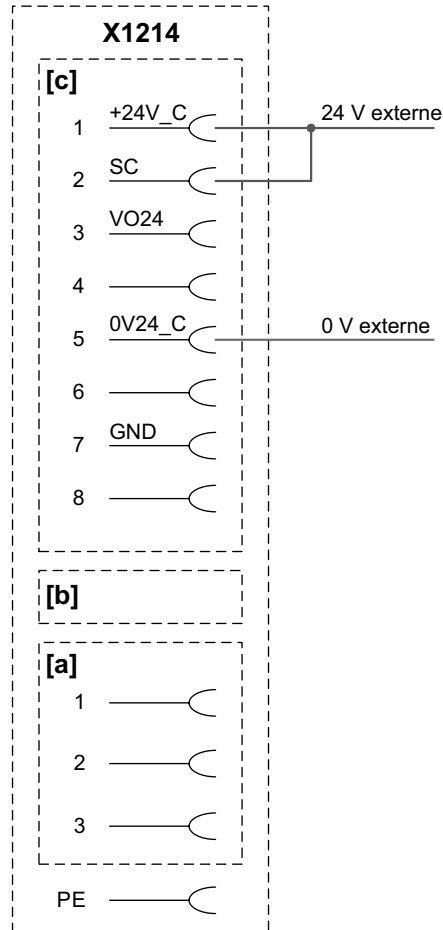 X1214
[c]
1 +24V_C 24 V externe
2 SC
3 VO24
4
5 0V24_C 0 V externe
6
7 GND
8
[b]
[a]
1
2
3
PE